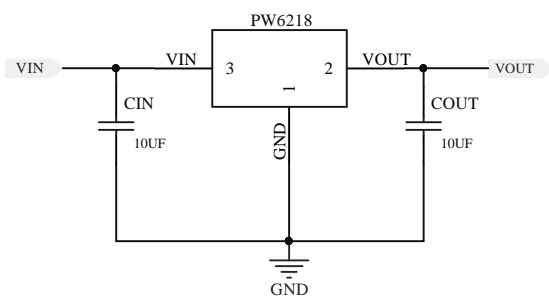 PW6218
VIN VIN 3 2 VOUT VOUT
1
CIN COUT
10UF 10UF
GND
GND